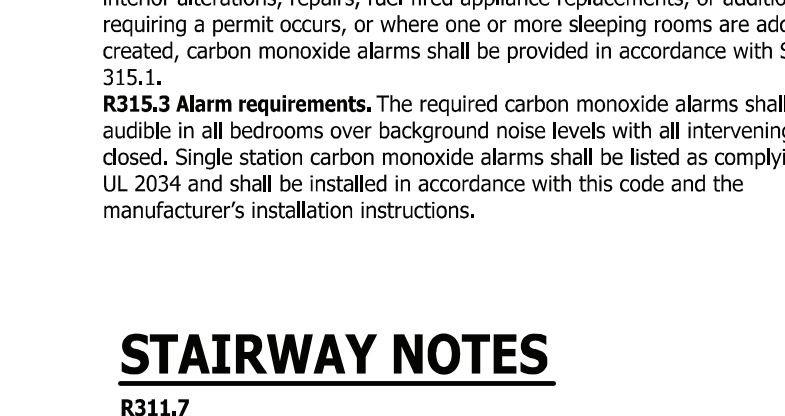 interior alterations, repairs, fuel fired appliance replacements, or
requiring a permit occurs, or where one or more sleeping rooms are
created, carbon monoxide alarms shall be provided in accordance with
315.1.
R315.3 Alarm requirements. The required carbon monoxide alarms shall
audible in all bedrooms over background noise levels with all intervening
closed. Single station carbon monoxide alarms shall be listed as
UL 2034 and shall be installed in accordance with this code and the
manufacturer's installation instructions.
STAIRWAY NOTES
R311.7